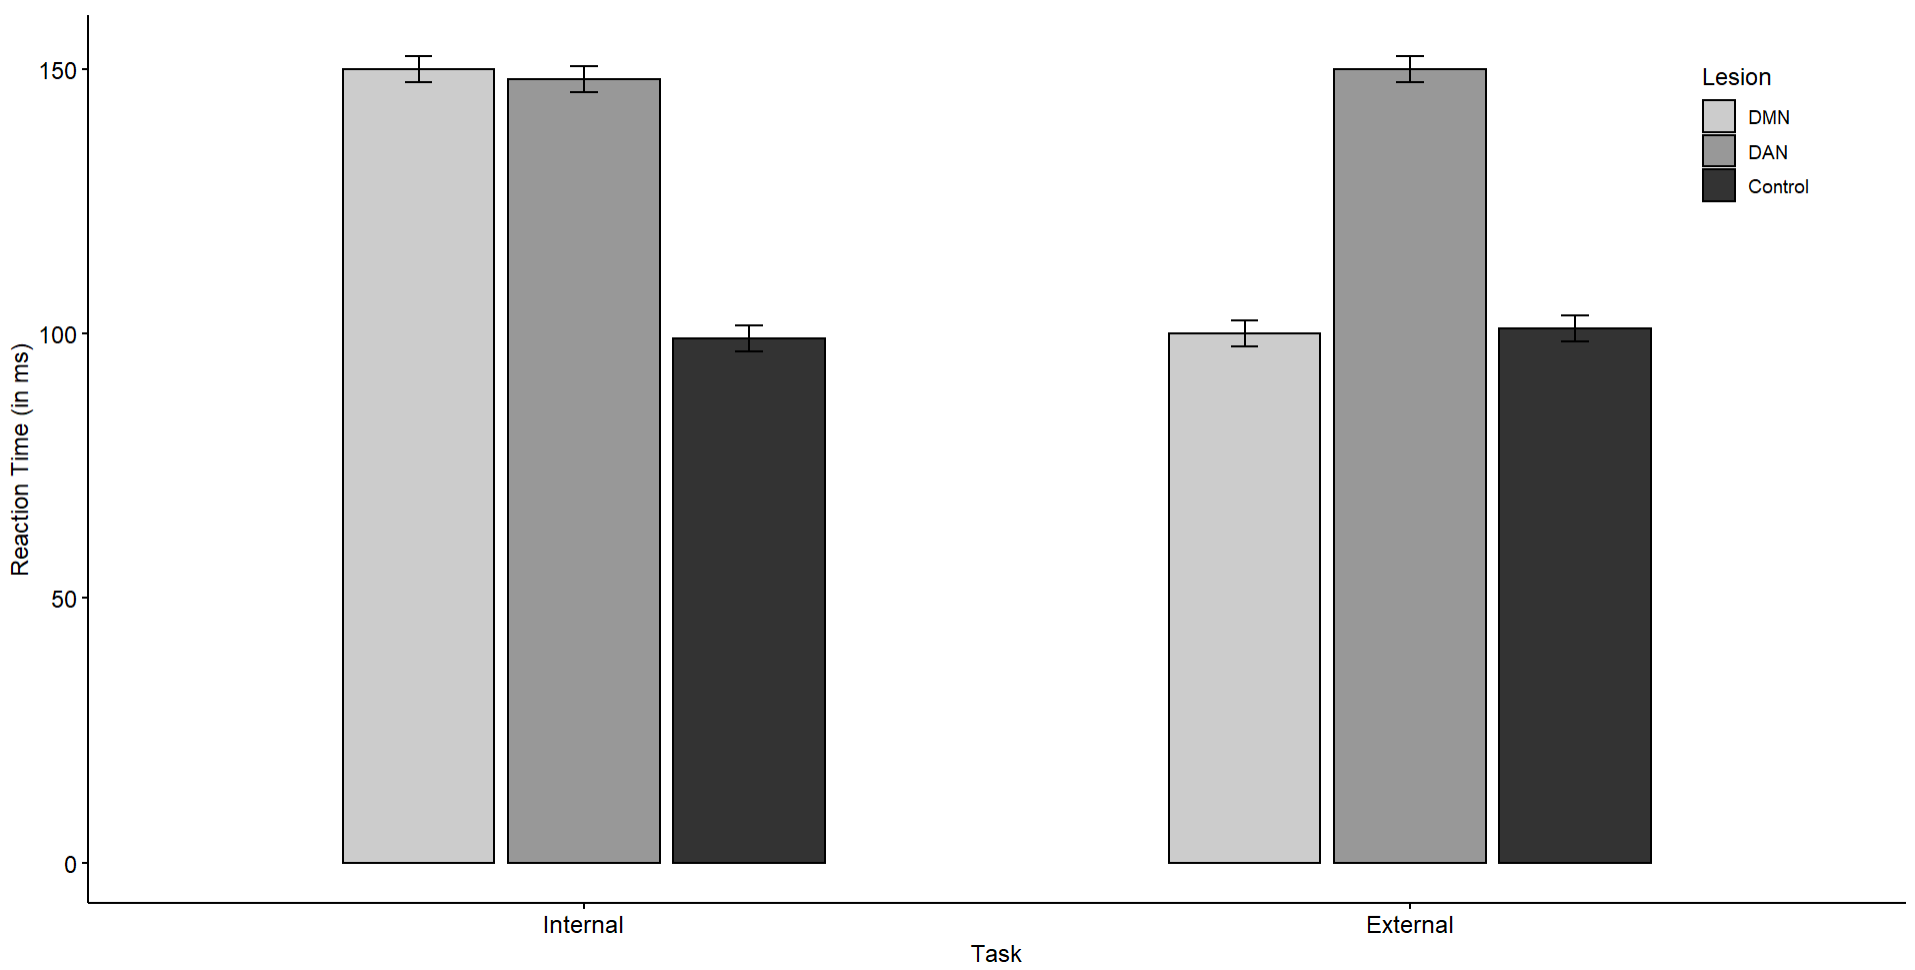 Reaction Time (in ms)
150
100
50
0
Internal
External
Task
Lesion
DMN
DAN
Control